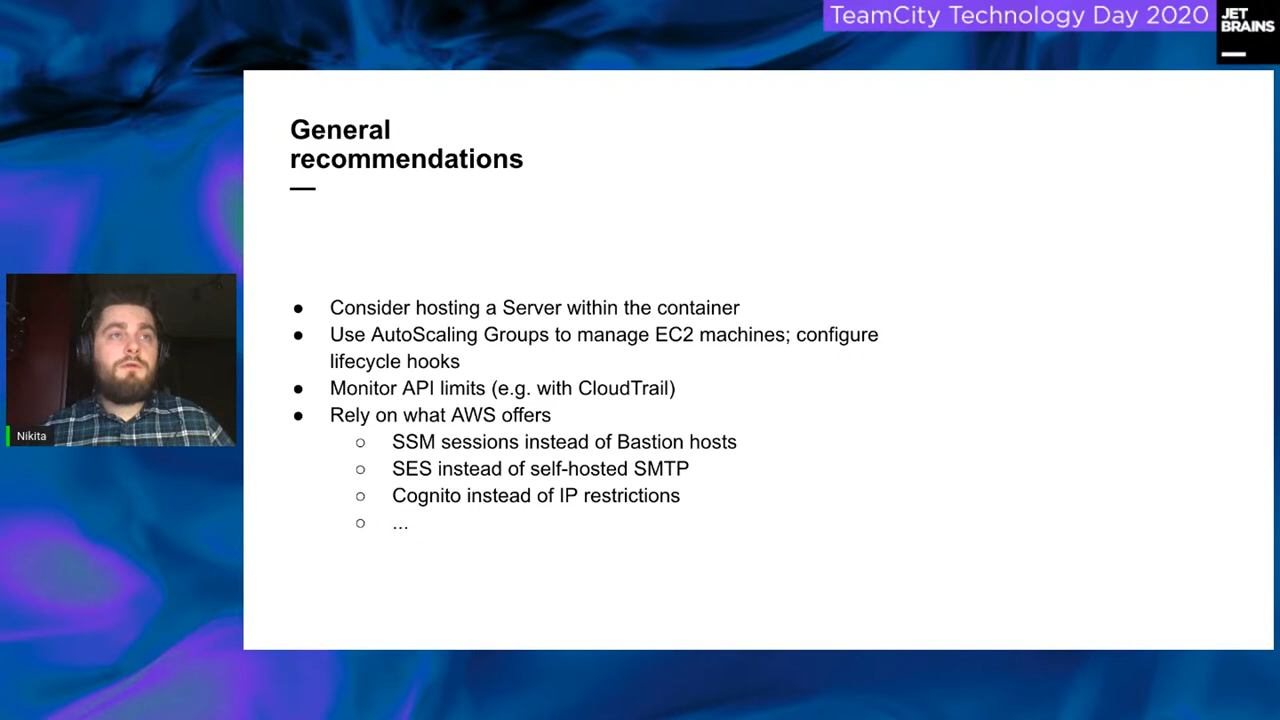 TeamCity Technology Day 2020
JET
BRAINS
General
recommendations
● Consider hosting a Server within the container
● Use AutoScaling Groups to manage EC2 machines; configure
lifecycle hooks
● Monitor API limits (e.g. with CloudTrail)
● Rely on what AWS offers
○ SSM sessions instead of Bastion hosts
○ SES instead of self-hosted SMTP
○ Cognito instead of IP restrictions
○ ...
Nikita